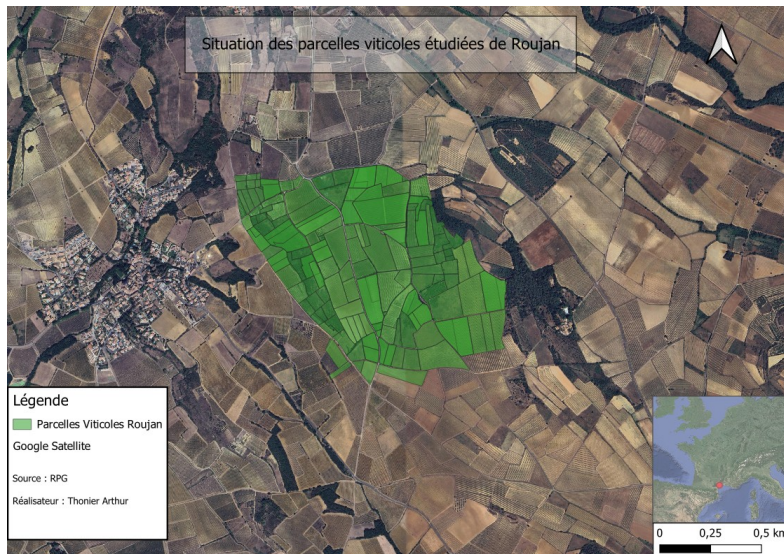 Situation des parcelles viticoles étudiées de Roujan
Légende
Parcelles Viticoles Roujan
Google Satellite
Source : RPG
Réalisateur : Thonier Arthur
0 0,25 0,5 km